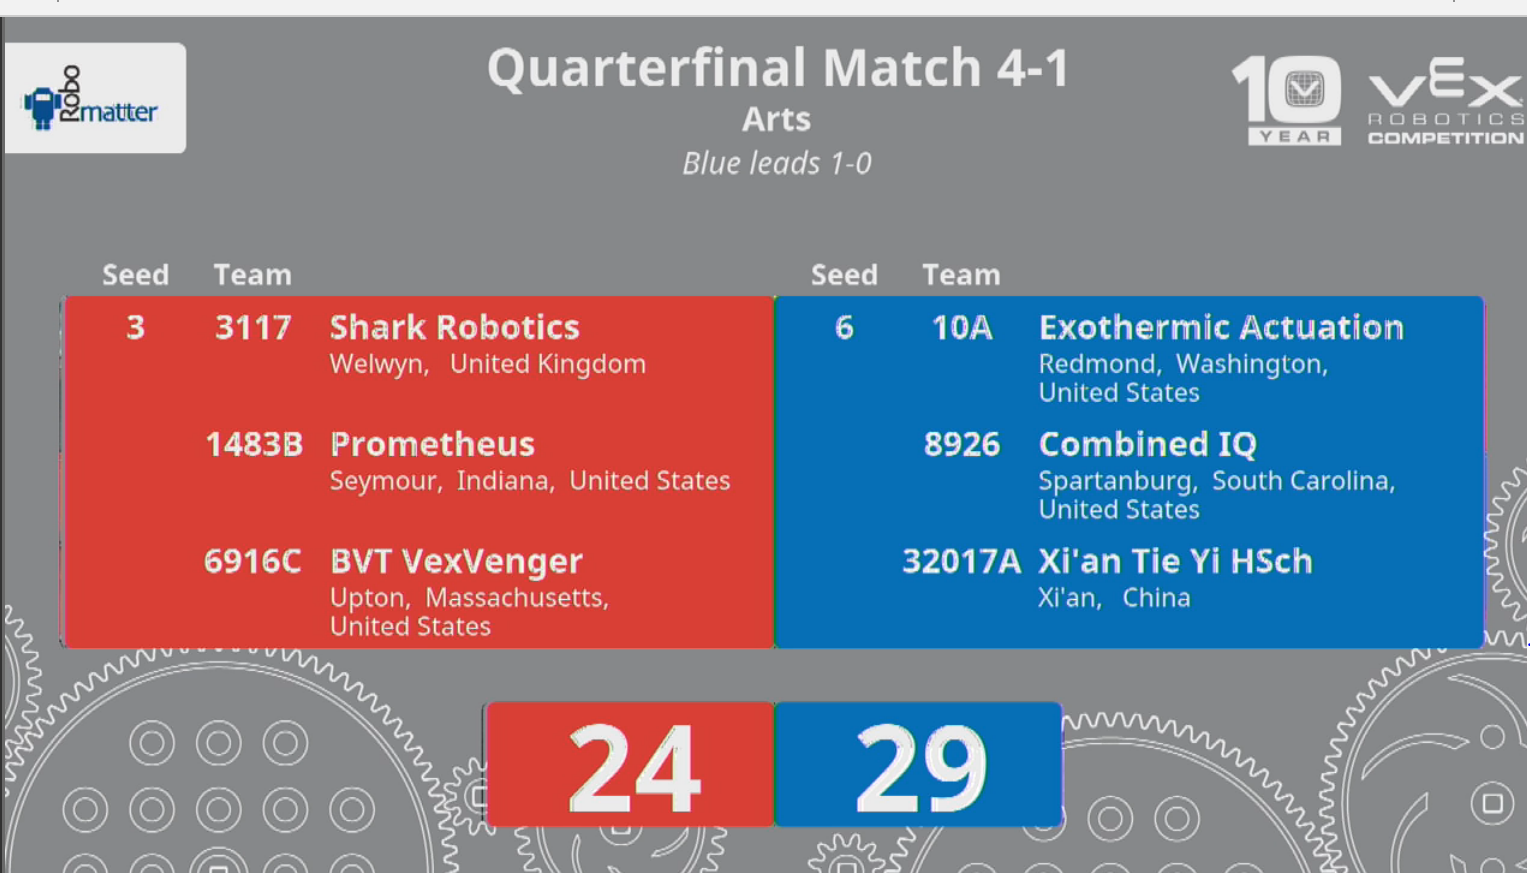 Robomatter
Quarterfinal Match 4-1
Arts
Blue leads 1-0
10
YEAR
VEX
ROBOTICS
COMPETITION
Seed Team
3 3117 Shark Robotics
Welwyn, United Kingdom
1483B Prometheus
Seymour, Indiana, United States
6916C BVT VexVenger
Upton, Massachusetts,
United States
Seed Team
6 10A Exothermic Actuation
Redmond, Washington,
United States
8926 Combined IQ
Spartanburg, South Carolina,
United States
32017A Xi'an Tie Yi HSch
Xi'an, China
24 29